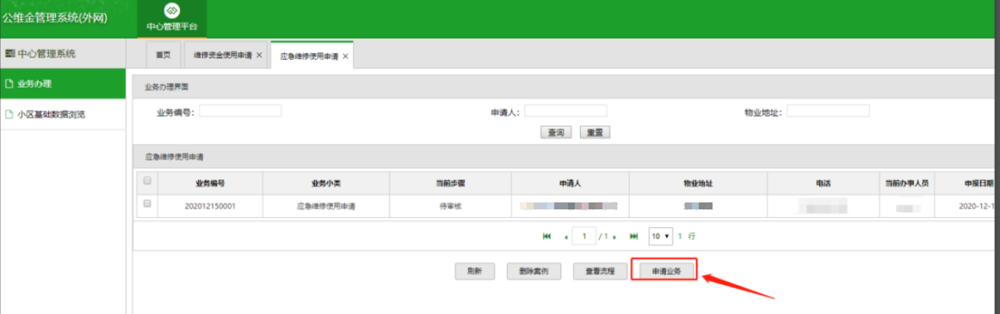 公维金管理系统(外网)
中心管理平台
中心管理系统
首页 维修资金使用申请 × 应急维修使用申请 ×
业务办理
业务办理界面
小区基础数据浏览
业务编号： 申请人： 物业地址：
查询 重置
应急维修使用申请
业务编号 业务小类 当前步骤 申请人 物业地址 电话 当前办事人员 申报日期
202012150001 应急维修使用申请 待审核 2020-12-1
1 /1 10 1 行
刷新 删除案例 查看流程 申请业务